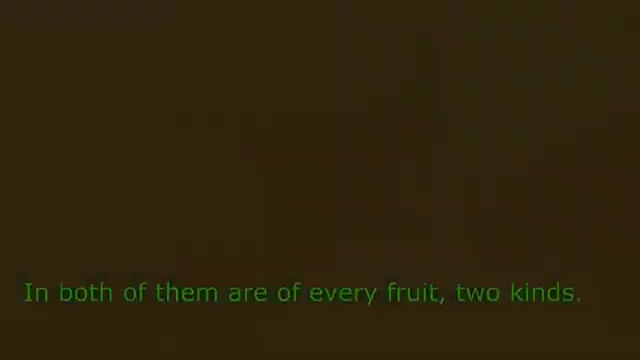 In both of them are of every fruit, two kinds.